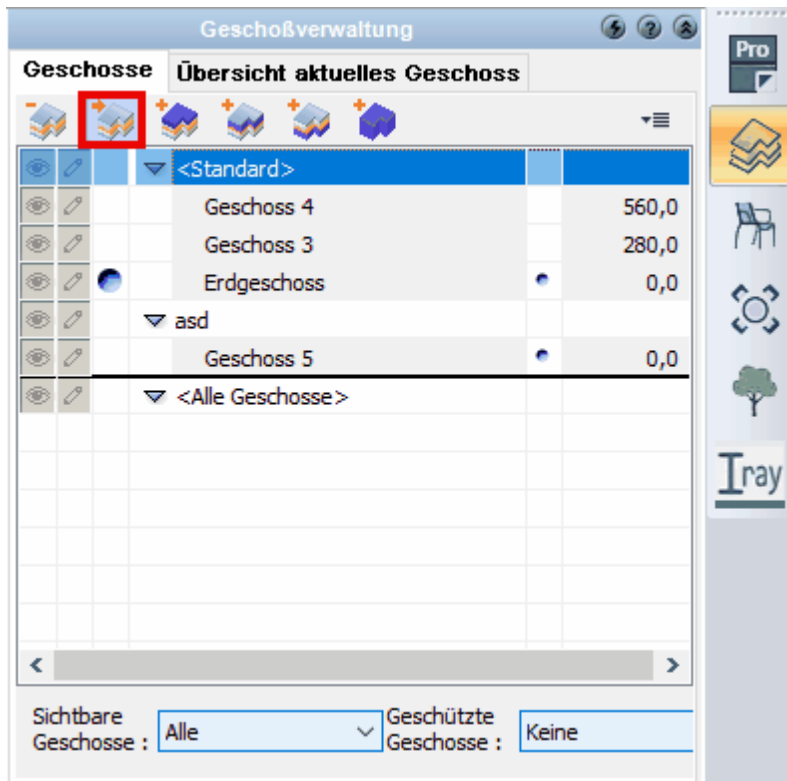 Geschoßverwaltung
Pro
Geschosse Übersicht aktuelles Geschoss
<Standard>
Geschoss 4 560,0
Geschoss 3 280,0
Erdgeschoss 0,0
asd
Geschoss 5 0,0
<Alle Geschosse>
Iray
Sichtbare Geschosse : Alle Geschützte Geschosse : Keine